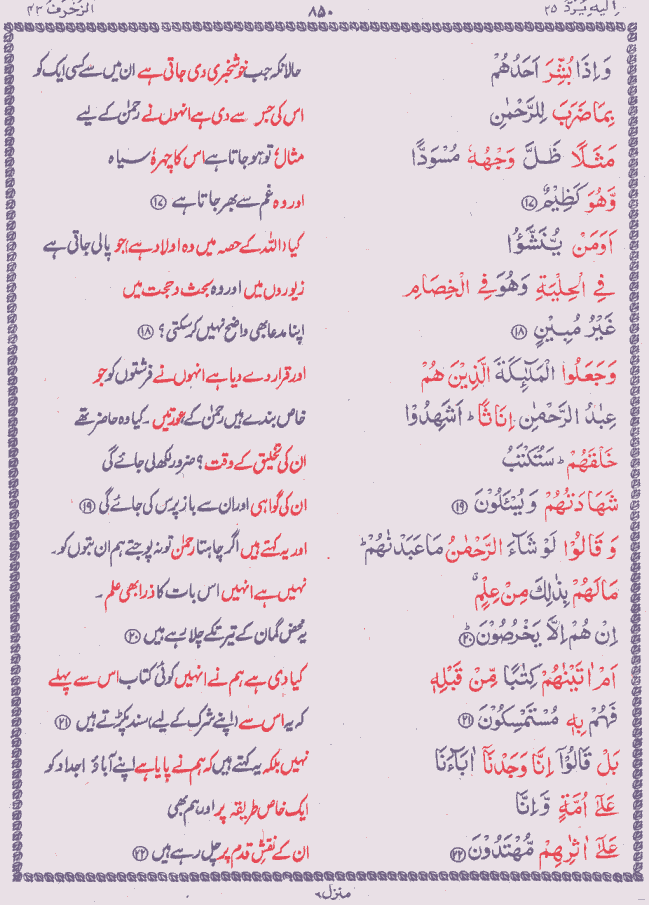 اِلَيْهِ يُرَدُّ ۲۵ ۸۵۰ الزُّخْرُف ۴۳
وَ اِذَا بُشِّرَ اَحَدُهُمْ حالانکہ جب خوشخبری دی جاتی ہے ان میں سے کسی ایک کو
بِمَا ضَرَبَ لِلرَّحْمٰنِ اس کی جس سے دی ہے انہوں نے رحمٰن کے لیے
مَثَلًا ظَلَّ وَجْهُهٗ مُسْوَدًّا مثال تو ہو جاتا ہے اس کا چہرہ سیاہ
وَّهُوَ كَظِيْمٌ ﴿۱۷﴾ اور وہ غم سے بھر جاتا ہے ﴿۱۷﴾
اَوَمَنْ يُّنَشَّؤُا کیا (اللہ کے حصہ میں وہ اولاد ہے) جو پالی جاتی ہے
فِي الْحِلْيَةِ وَهُوَ فِي الْخِصَامِ زیوروں میں اور وہ بحث و حجت میں
غَيْرُ مُبِيْنٍ ﴿۱۸﴾ اپنا مدعا بھی واضح نہیں کر سکتی؟ ﴿۱۸﴾
وَ جَعَلُوا الْمَلٰٓئِكَةَ الَّذِيْنَ هُمْ اور قرار دے دیا ہے انہوں نے فرشتوں کو جو
عِبٰدُ الرَّحْمٰنِ اِنَاثًا ؕ اَشَهِدُوْا خاص بندے ہیں رحمٰن کے عورتیں۔ کیا وہ حاضر تھے
خَلْقَهُمْ ؕ سَتُكْتَبُ ان کی تخلیق کے وقت؟ ضرور لکھ لی جائے گی
شَهَادَتُهُمْ وَ يُسْـَٔلُوْنَ ﴿۱۹﴾ ان کی گواہی اور ان سے باز پرس کی جائے گی ﴿۱۹﴾
وَ قَالُوْا لَوْ شَآءَ الرَّحْمٰنُ مَا عَبَدْنٰهُمْ ؕ اور یہ کہتے ہیں اگر چاہتا رحمٰن تو نہ پوجتے ہم ان بتوں کو۔
مَا لَهُمْ بِذٰلِكَ مِنْ عِلْمٍ ۗ نہیں ہے انہیں اس بات کا ذرا بھی علم۔
اِنْ هُمْ اِلَّا يَخْرُصُوْنَ ﴿۲۰﴾ یہ محض گمان کے تیر تکے چلا رہے ہیں ﴿۲۰﴾
اَمْ اٰتَيْنٰهُمْ كِتٰبًا مِّنْ قَبْلِهٖ کیا دی ہے ہم نے انہیں کوئی کتاب اس سے پہلے
فَهُمْ بِهٖ مُسْتَمْسِكُوْنَ ﴿۲۱﴾ کہ یہ اس سے (اپنے شرک کے لیے) سند پکڑتے ہیں ﴿۲۱﴾
بَلْ قَالُوْۤا اِنَّا وَجَدْنَاۤ اٰبَآءَنَا نہیں بلکہ یہ کہتے ہیں کہ ہم نے پایا ہے اپنے آباؤ اجداد کو
عَلٰٓى اُمَّةٍ وَّ اِنَّا ایک خاص طریقہ پر اور ہم بھی
عَلٰٓى اٰثٰرِهِمْ مُّهْتَدُوْنَ ﴿۲۲﴾ ان کے نقشِ قدم پر چل رہے ہیں ﴿۲۲﴾
منزل ۶